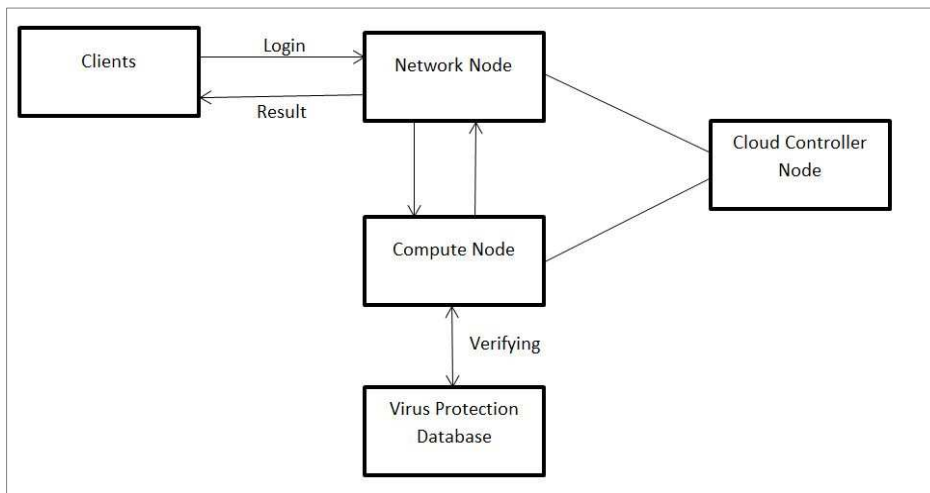 Login
Clients
Network Node
Result
Cloud Controller
Node
Compute Node
Verifying
Virus Protection
Database